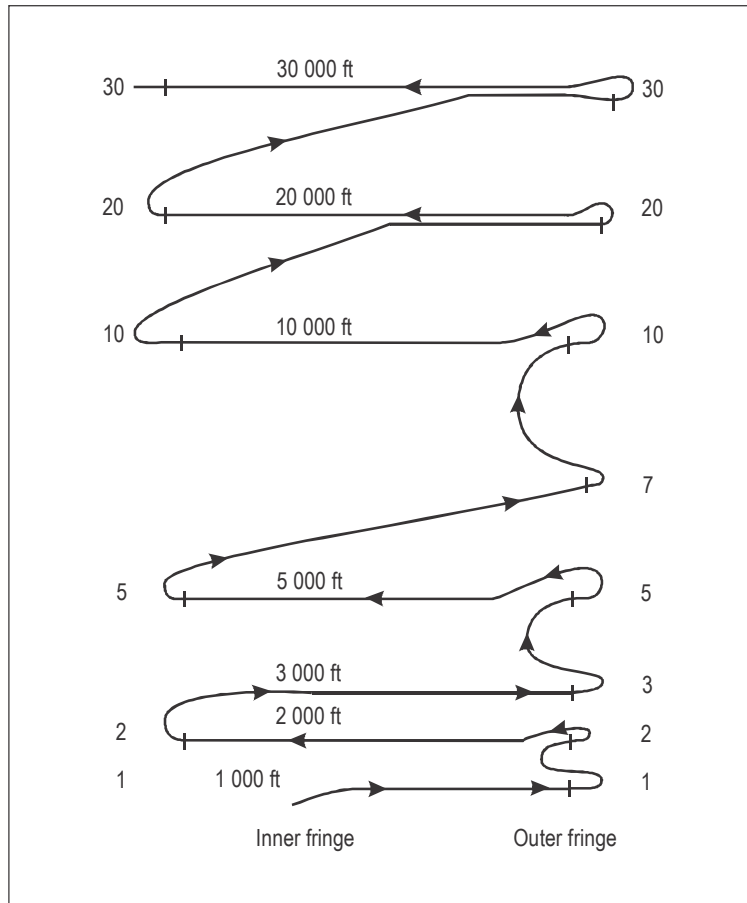 30 30 000 ft 30
20 20 000 ft 20
10 10 000 ft 10
7
5 5 000 ft 5
3 000 ft 3
2 2 000 ft 2
1 1 000 ft 1
Inner fringe Outer fringe